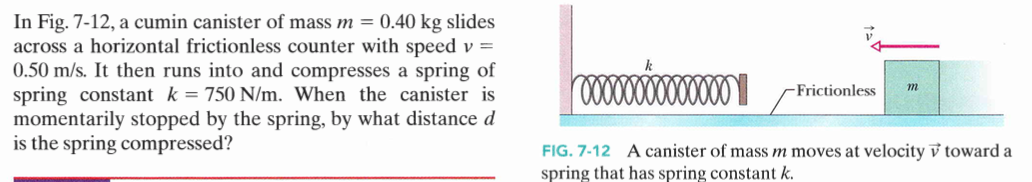 In Fig. 7-12, a cumin canister of mass m = 0.40 kg slides
across a horizontal frictionless counter with speed v =
0.50 m/s. It then runs into and compresses a spring of
spring constant k = 750 N/m. When the canister is
momentarily stopped by the spring, by what distance d
is the spring compressed?
v⃗
k
Frictionless
m
FIG. 7-12 A canister of mass m moves at velocity v⃗ toward a
spring that has spring constant k.